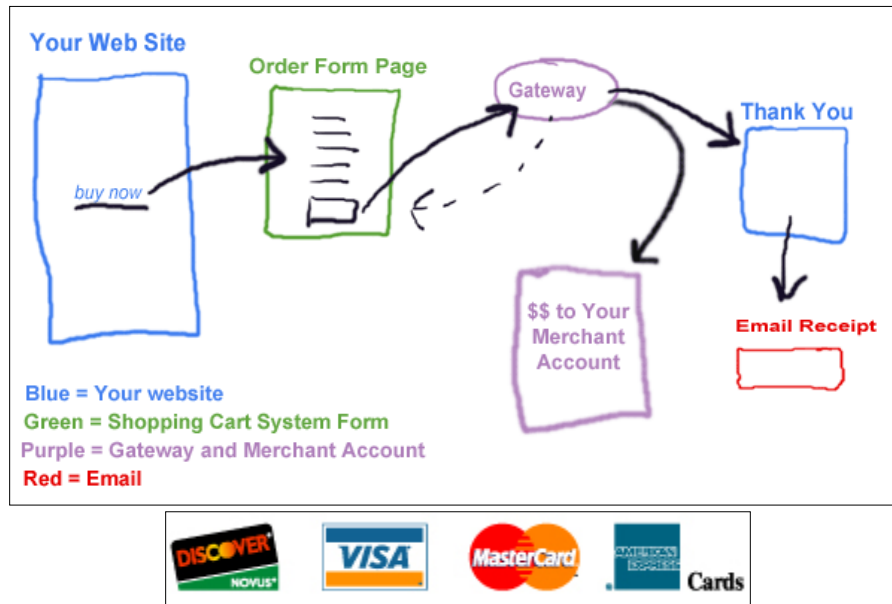 Your Web Site
Order Form Page
Gateway
Thank You
buy now
$$ to Your
Merchant
Account
Email Receipt
Blue = Your website
Green = Shopping Cart System Form
Purple = Gateway and Merchant Account
Red = Email
DISCOVER®
NOVUS®
VISA
MasterCard
AMERICAN
EXPRESS
Cards